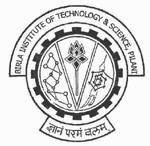 BIRLA INSTITUTE OF TECHNOLOGY & SCIENCE, PILANI
ज्ञानं परमं बलम्